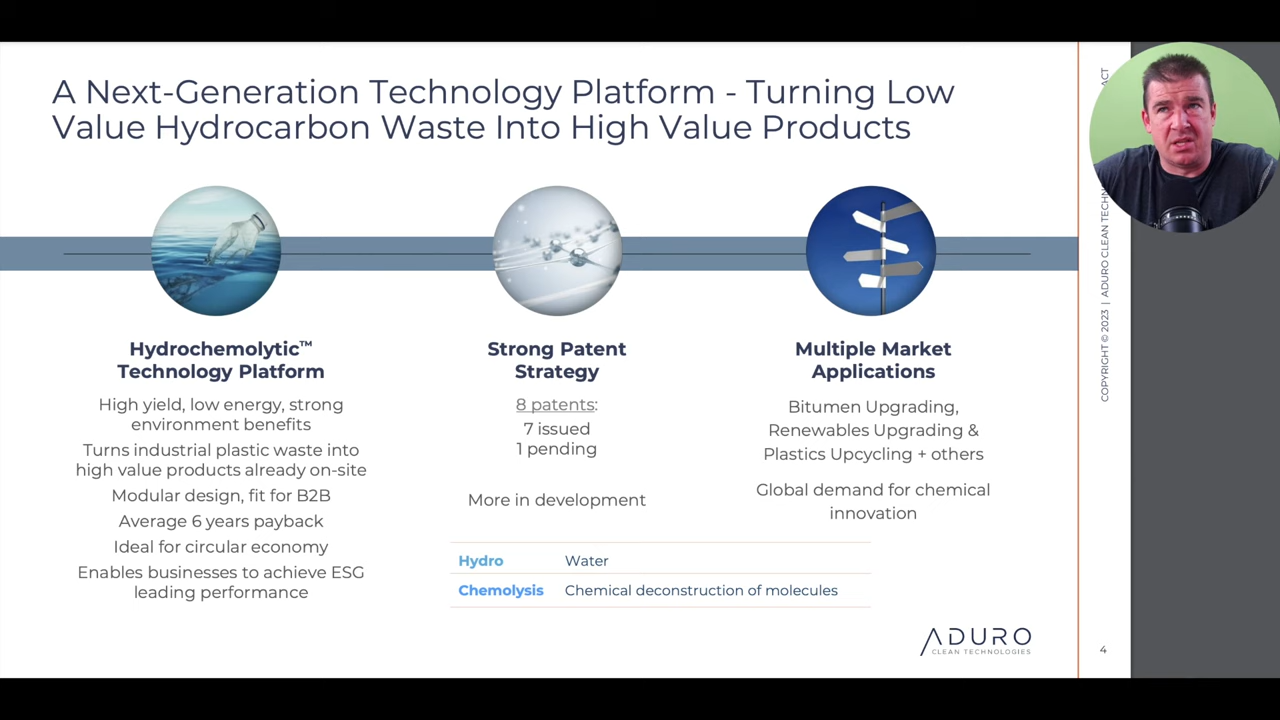 A Next-Generation Technology Platform - Turning Low
Value Hydrocarbon Waste Into High Value Products
Hydrochemolytic™
Technology Platform
High yield, low energy, strong
environment benefits
Turns industrial plastic waste into
high value products already on-site
Modular design, fit for B2B
Average 6 years payback
Ideal for circular economy
Enables businesses to achieve ESG
leading performance
Strong Patent
Strategy
8 patents:
7 issued
1 pending
More in development
Multiple Market
Applications
Bitumen Upgrading,
Renewables Upgrading &
Plastics Upcycling + others
Global demand for chemical
innovation
Hydro Water
Chemolysis Chemical deconstruction of molecules
ADURO
CLEAN TECHNOLOGIES
4
COPYRIGHT © 2023 | ADURO CLEAN